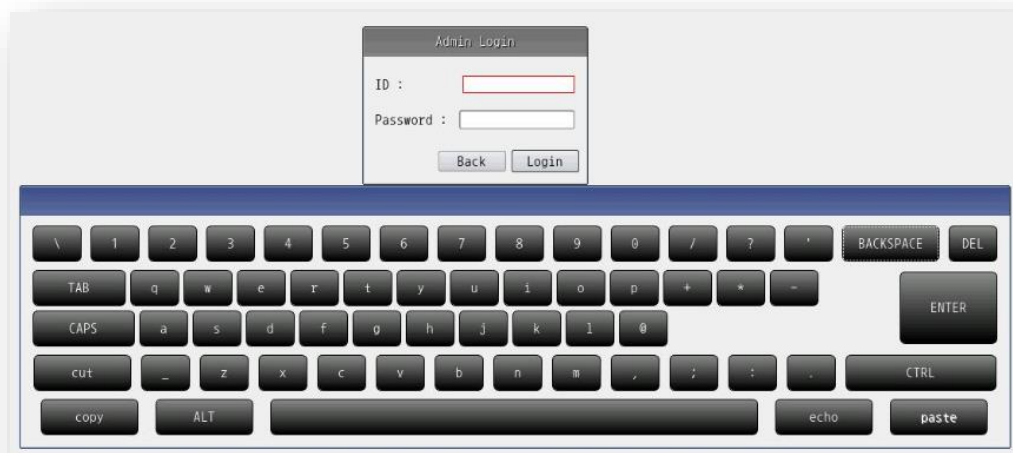 Admin Login
ID :
Password :
Back Login
\ 1 2 3 4 5 6 7 8 9 0 / ? ' BACKSPACE DEL
TAB q w e r t y u i o p + * -
ENTER
CAPS a s d f g h j k l @
cut _ z x c v b n m , ; : . CTRL
copy ALT echo paste